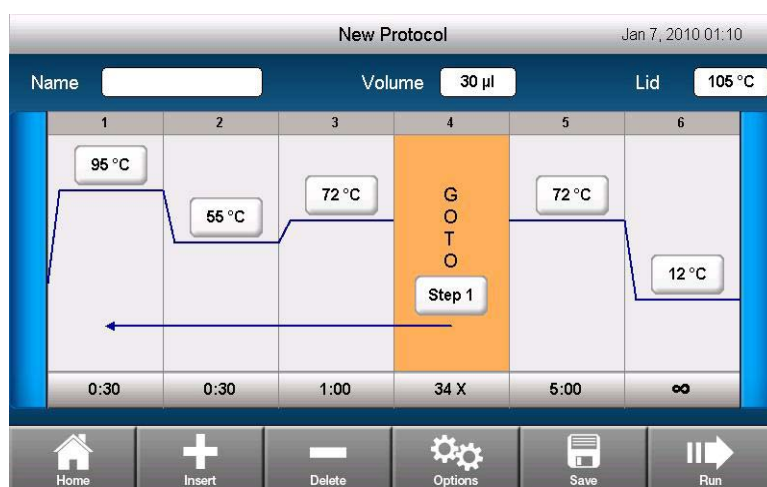 New Protocol Jan 7, 2010 01:10
Name Volume 30 µl Lid 105 °C
1 2 3 4 5 6
95 °C
55 °C
72 °C
GOTO
Step 1
72 °C
12 °C
0:30 0:30 1:00 34 X 5:00 ∞
Home Insert Delete Options Save Run